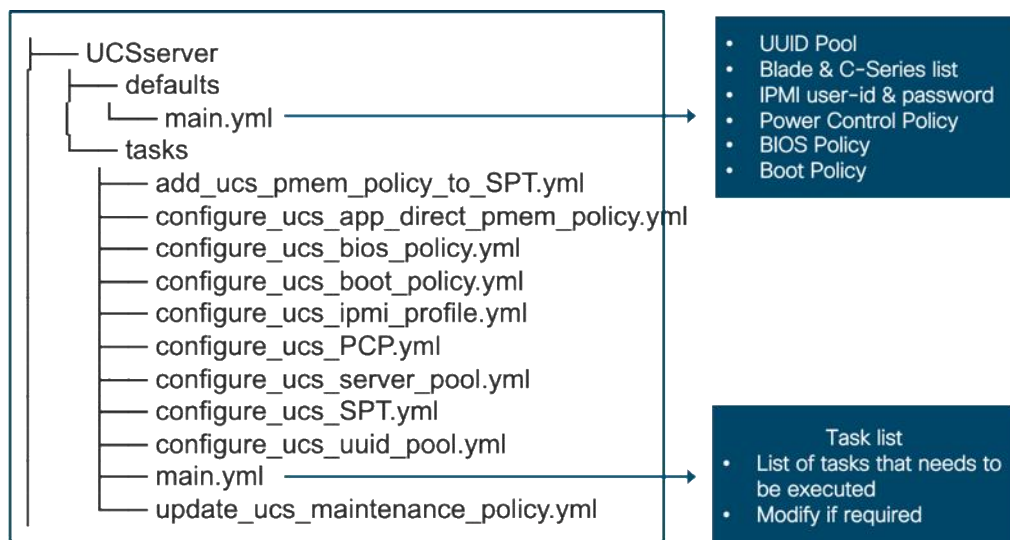 UCSserver
defaults
main.yml
tasks
add_ucs_pmem_policy_to_SPT.yml
configure_ucs_app_direct_pmem_policy.yml
configure_ucs_bios_policy.yml
configure_ucs_boot_policy.yml
configure_ucs_ipmi_profile.yml
configure_ucs_PCP.yml
configure_ucs_server_pool.yml
configure_ucs_SPT.yml
configure_ucs_uuid_pool.yml
main.yml
update_ucs_maintenance_policy.yml
• UUID Pool
• Blade & C-Series list
• IPMI user-id & password
• Power Control Policy
• BIOS Policy
• Boot Policy
Task list
• List of tasks that needs to
be executed
• Modify if required